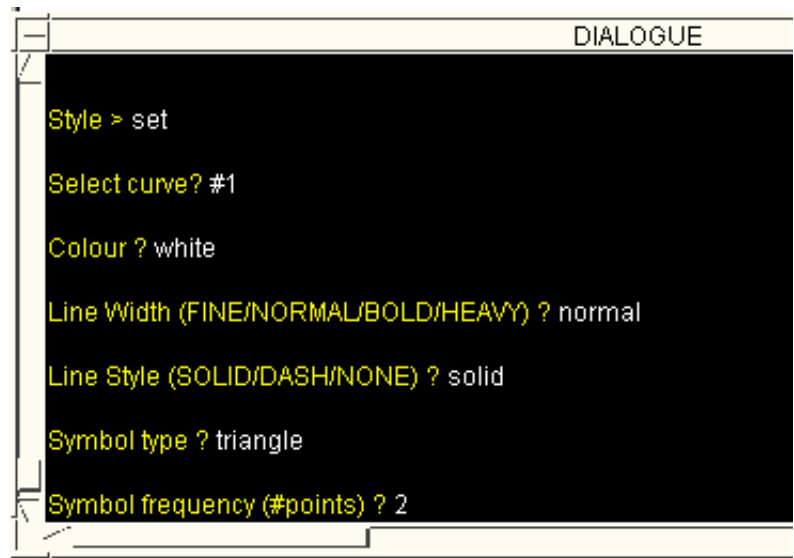 DIALOGUE
Style > set
Select curve? #1
Colour ? white
Line Width (FINE/NORMAL/BOLD/HEAVY) ? normal
Line Style (SOLID/DASH/NONE) ? solid
Symbol type ? triangle
Symbol frequency (#points) ? 2